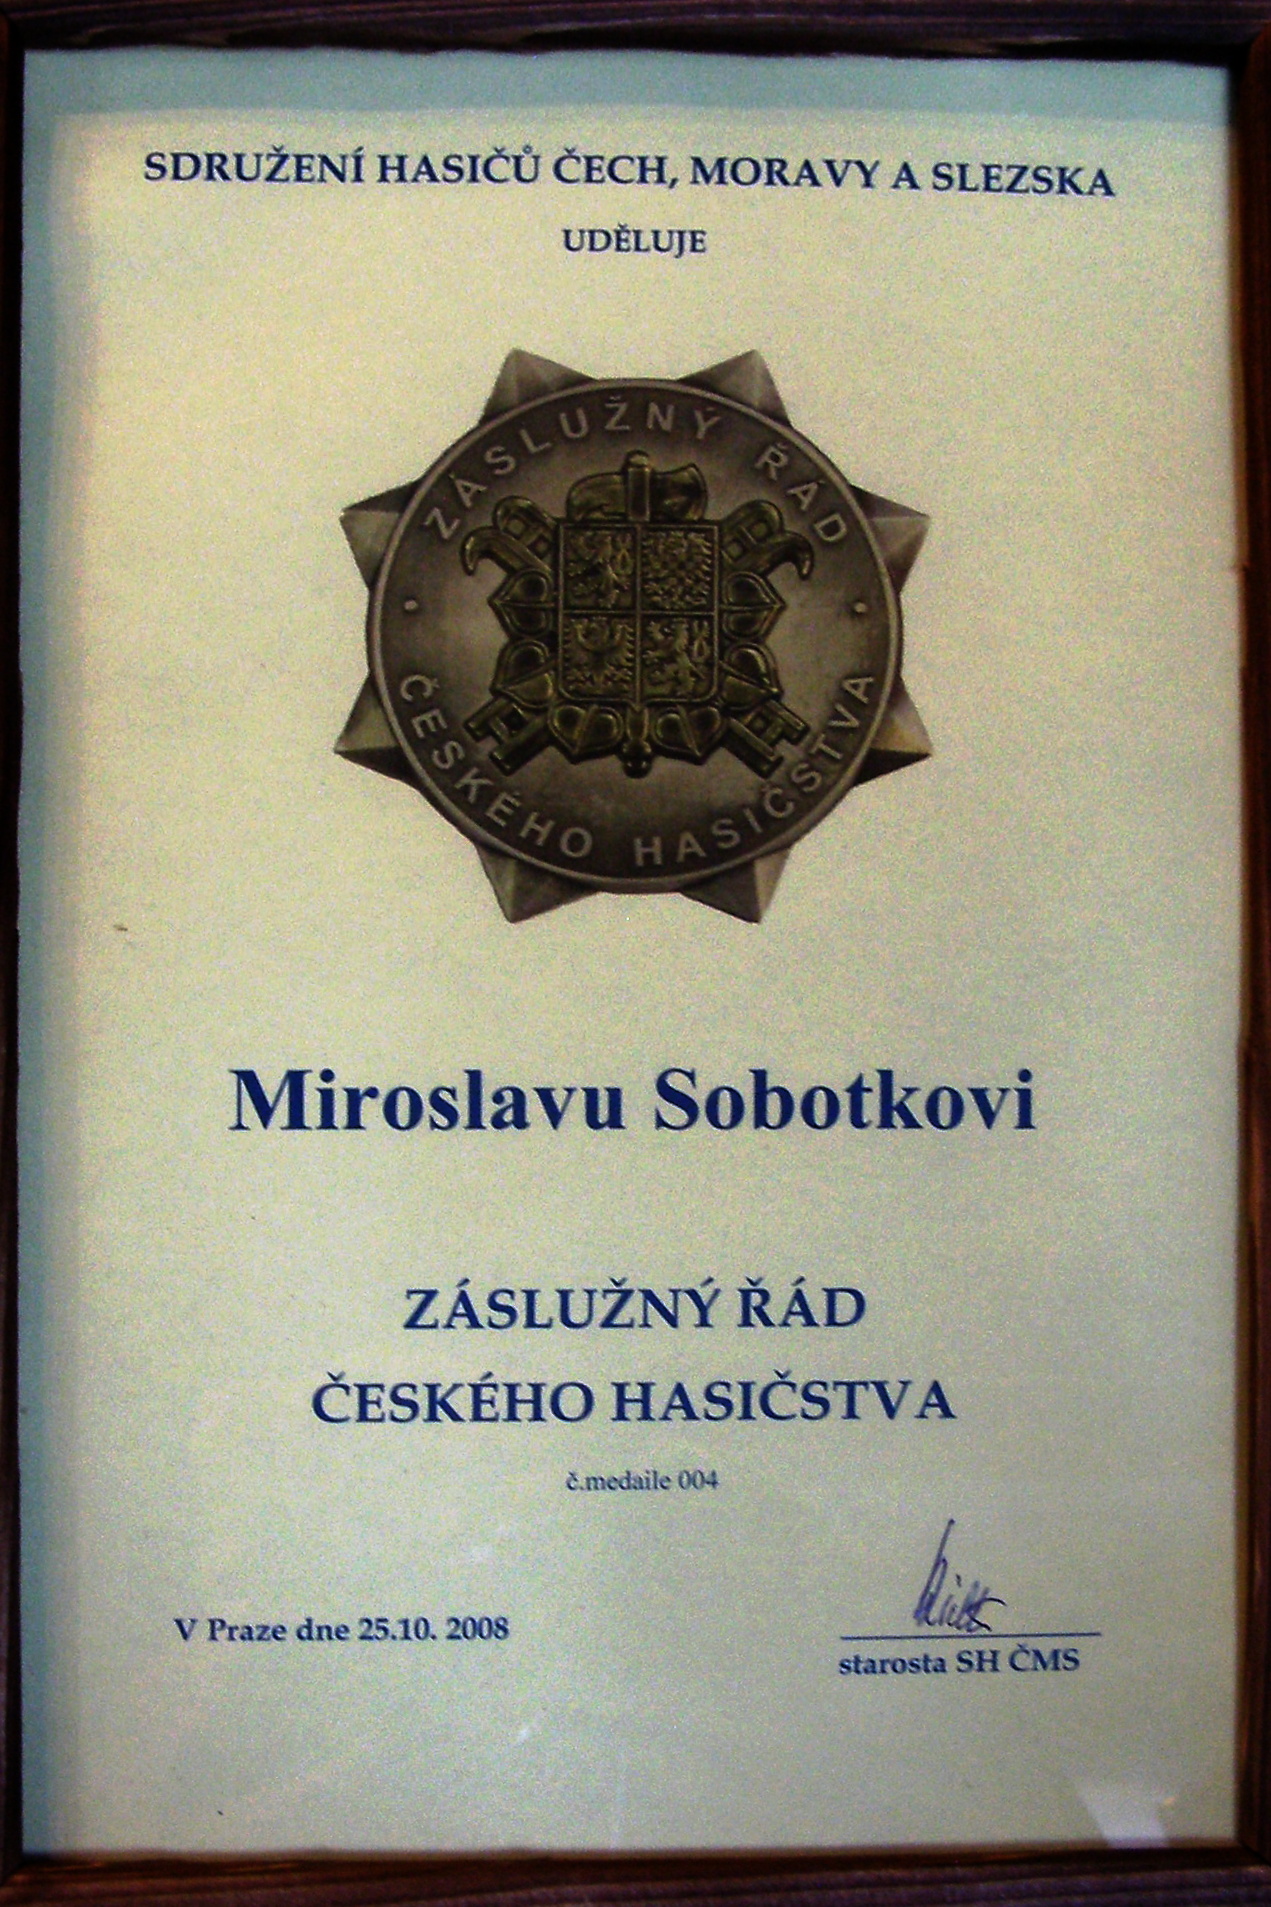 SDRUŽENÍ HASIČŮ ČECH, MORAVY A SLEZSKA
UDĚLUJE
ZÁSLUŽNÝ ŘÁD
ČESKÉHO HASIČSTVA
Miroslavu Sobotkovi
ZÁSLUŽNÝ ŘÁD
ČESKÉHO HASIČSTVA
č.medaile 004
V Praze dne 25.10. 2008
starosta SH ČMS